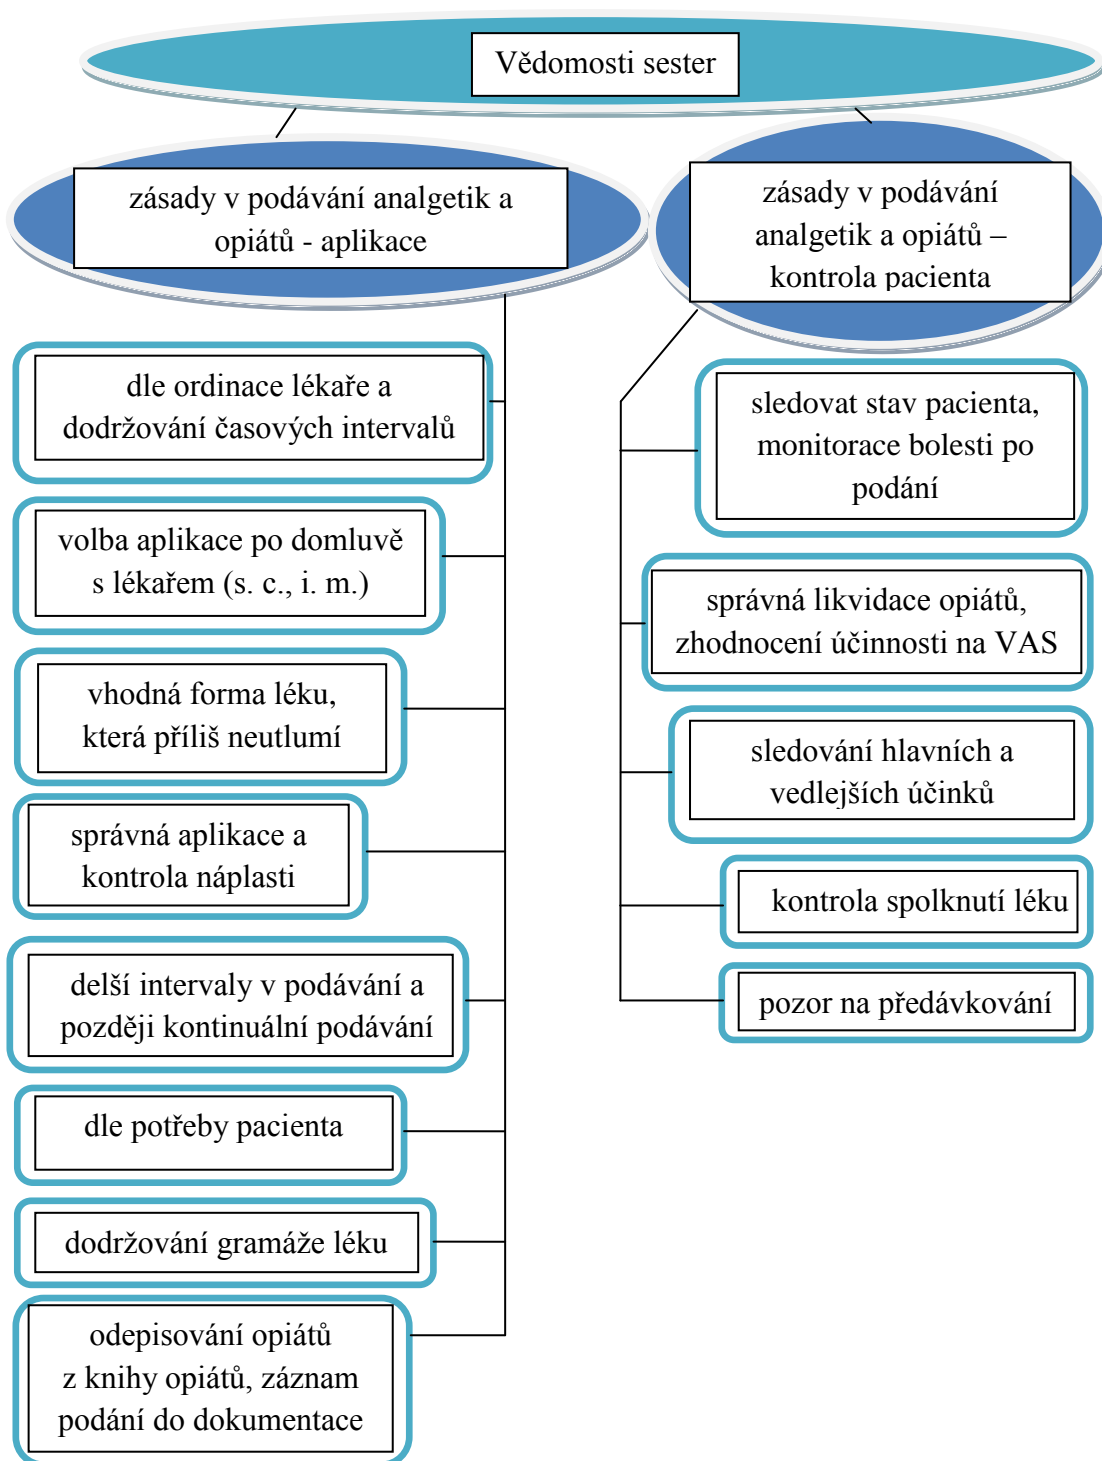 Vědomosti sester
zásady v podávání analgetik a
opiátů - aplikace
dle ordinace lékaře a
dodržování časových intervalů
volba aplikace po domluvě
s lékařem (s. c., i. m.)
vhodná forma léku,
která příliš neutlumí
správná aplikace a
kontrola náplasti
delší intervaly v podávání a
později kontinuální podávání
dle potřeby pacienta
dodržování gramáže léku
odepisování opiátů
z knihy opiátů, záznam
podání do dokumentace
zásady v podávání
analgetik a opiátů –
kontrola pacienta
sledovat stav pacienta,
monitorace bolesti po
podání
správná likvidace opiátů,
zhodnocení účinnosti na VAS
sledování hlavních a
vedlejších účinků
kontrola spolknutí léku
pozor na předávkování